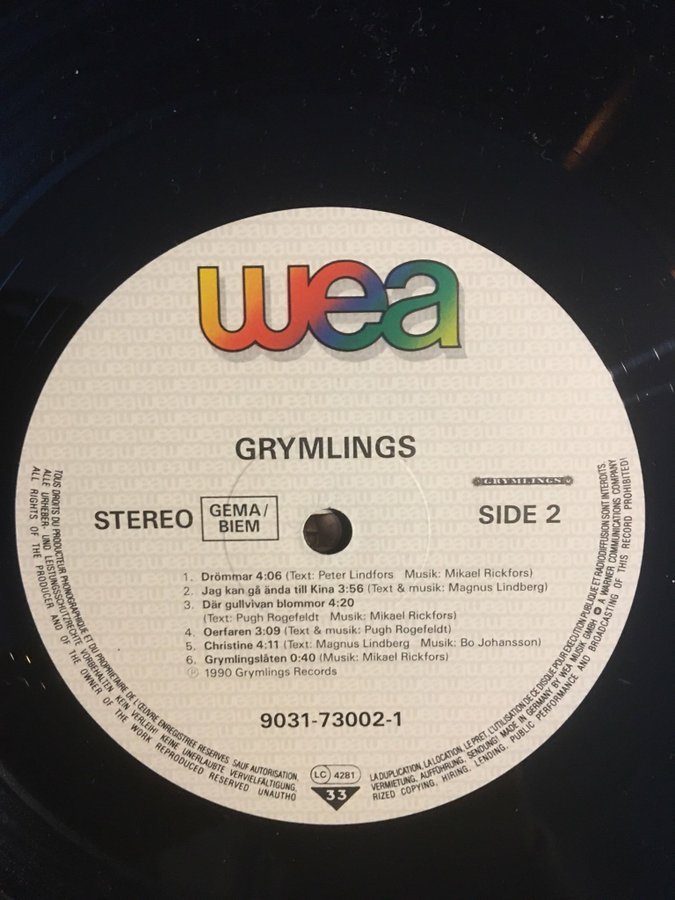 wea
GRYMLINGS
GRYMLINGS
STEREO
GEMA/
BIEM
SIDE 2
1. Drömmar 4:06 (Text: Peter Lindfors Musik: Mikael Rickfors)
2. Jag kan gå ända till Kina 3:56 (Text & musik: Magnus Lindberg)
3. Där gullvivan blommor 4:20
(Text: Pugh Rogefeldt Musik: Mikael Rickfors)
4. Oerfaren 3:09 (Text & musik: Pugh Rogefeldt)
5. Christine 4:11 (Text: Magnus Lindberg Musik: Bo Johansson)
6. Grymlingslåten 0:40 (Musik: Mikael Rickfors)
℗ 1990 Grymlings Records
9031-73002-1
LC 4281
33
TOUS DROITS DU PRODUCTEUR PHONOGRAPHIQUE ET DU PROPRIETAIRE DE L'ŒUVRE ENREGISTREE RESERVES SAUF AUTORISATION, LA DUPLICATION, LA LOCATION, LE PRET, L'UTILISATION DE CE DISQUE POUR EXECUTION PUBLIQUE ET RADIODIFFUSION SONT INTERDITS.
ALLE URHEBER- UND LEISTUNGSSCHUTZRECHTE VORBEHALTEN KEIN VERLEIH! KEINE UNERLAUBTE VERVIELFÄLTIGUNG, VERMIETUNG, AUFFÜHRUNG, SENDUNG! MADE IN GERMANY BY WEA MUSIK GMBH A WARNER COMMUNICATIONS COMPANY
ALL RIGHTS OF THE PRODUCER AND OF THE OWNER OF THE WORK REPRODUCED RESERVED UNAUTHORIZED COPYING, HIRING, LENDING, PUBLIC PERFORMANCE AND BROADCASTING OF THIS RECORD PROHIBITED!